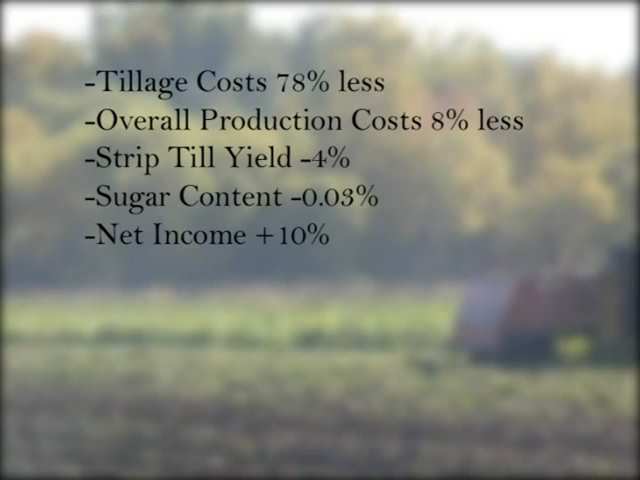 -Tillage Costs 78% less
-Overall Production Costs 8% less
-Strip Till Yield -4%
-Sugar Content -0.03%
-Net Income +10%